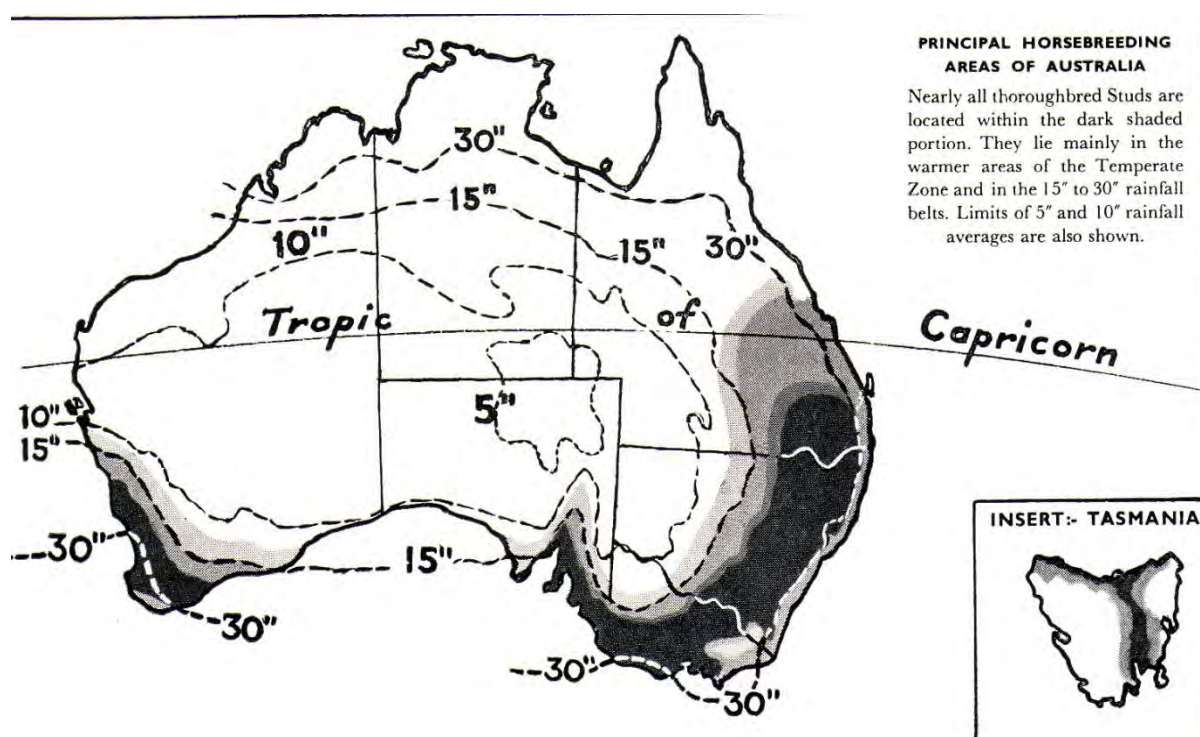 PRINCIPAL HORSEBREEDING
AREAS OF AUSTRALIA
Nearly all thoroughbred Studs are
located within the dark shaded
portion. They lie mainly in the
warmer areas of the Temperate
Zone and in the 15″ to 30″ rainfall
belts. Limits of 5″ and 10″ rainfall
averages are also shown.
30"
15"
10"
15"
30"
Tropic of Capricorn
5"
10"
15"
30"
15"
30"
30"
30"
INSERT:- TASMANIA